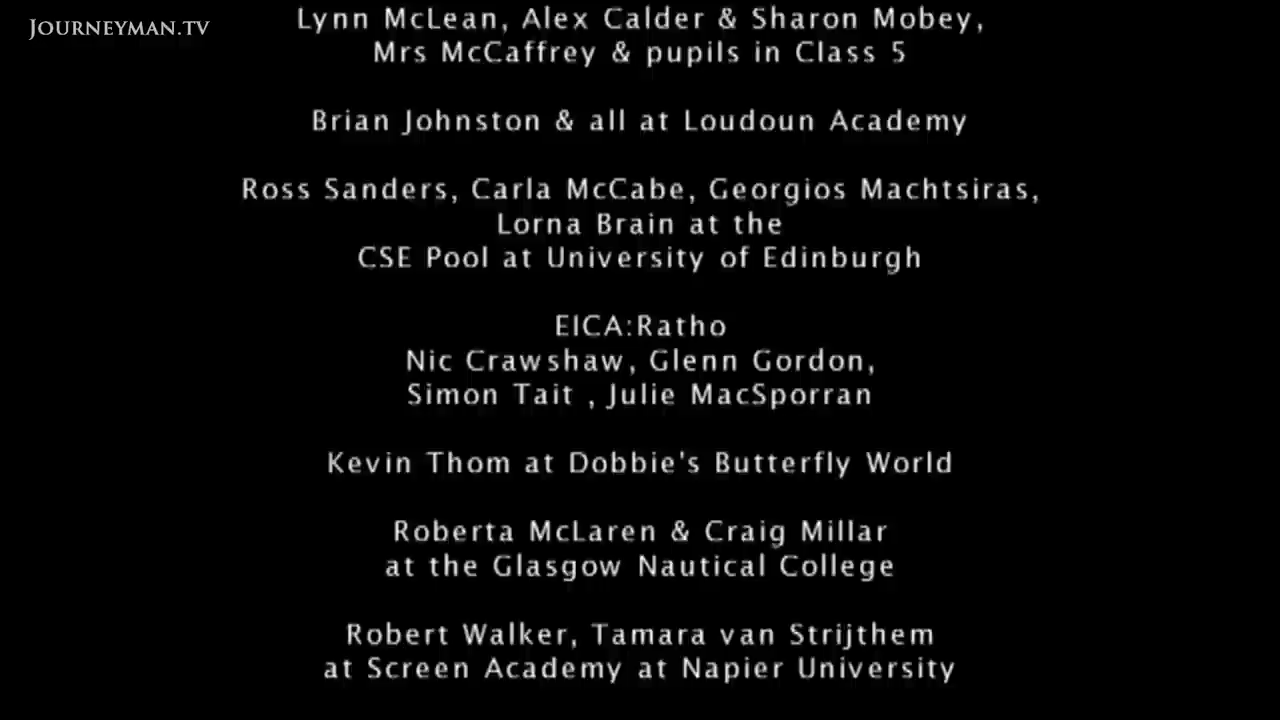 JOURNEYMAN.TV
Lynn McLean, Alex Calder & Sharon Mobey,
Mrs McCaffrey & pupils in Class 5
Brian Johnston & all at Loudoun Academy
Ross Sanders, Carla McCabe, Georgios Machtsiras,
Lorna Brain at the
CSE Pool at University of Edinburgh
EICA:Ratho
Nic Crawshaw, Glenn Gordon,
Simon Tait , Julie MacSporran
Kevin Thom at Dobbie's Butterfly World
Roberta McLaren & Craig Millar
at the Glasgow Nautical College
Robert Walker, Tamara van Strijthem
at Screen Academy at Napier University